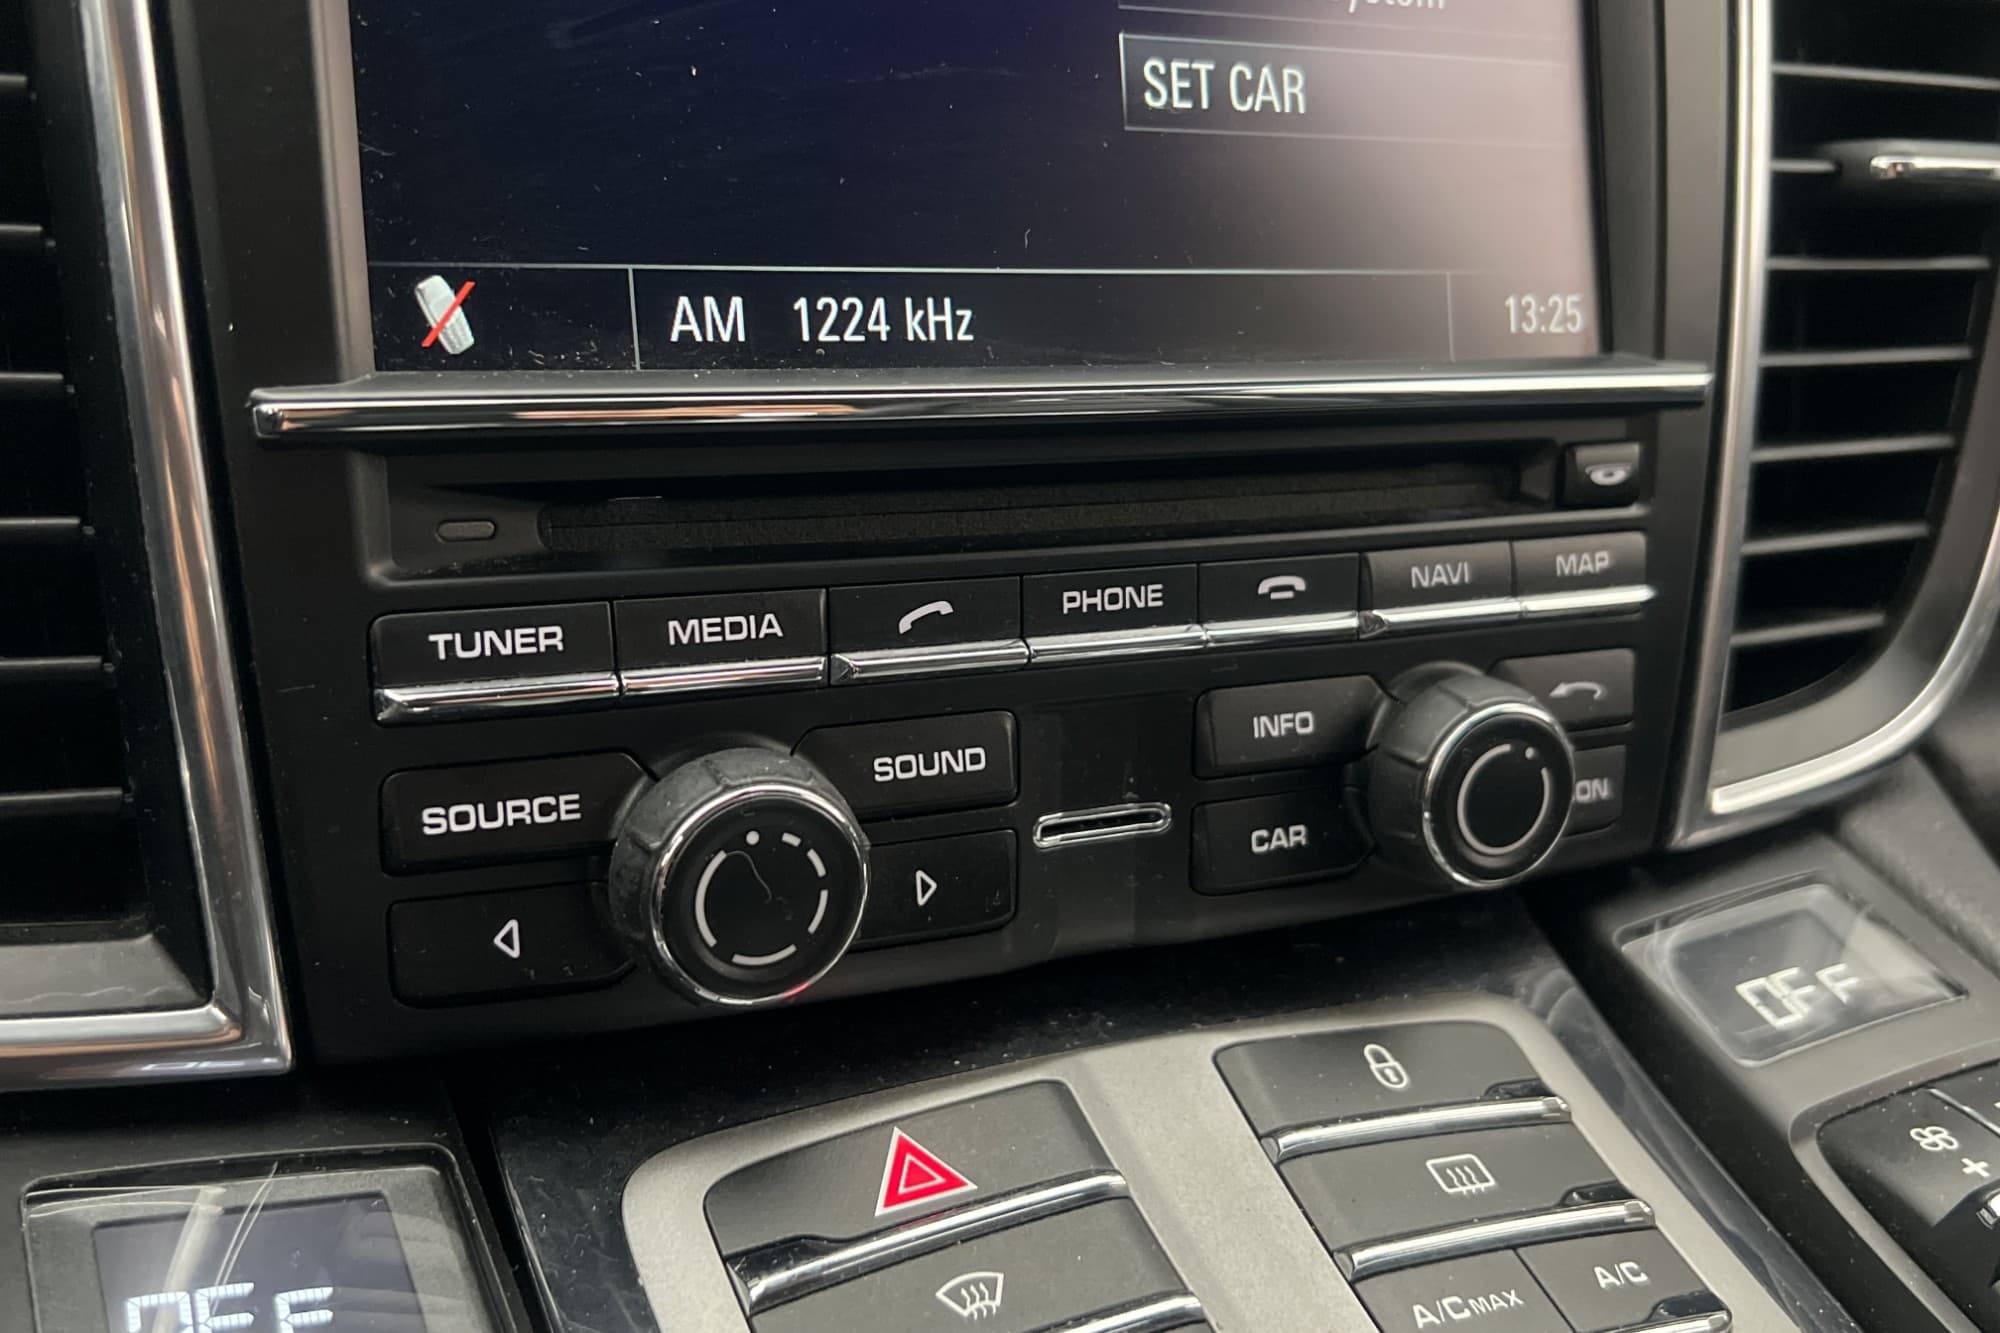 SET CAR
AM 1224 kHz 13:25
TUNER MEDIA PHONE NAVI MAP
SOURCE SOUND INFO
CAR
OFF
OFF
A/C MAX A/C